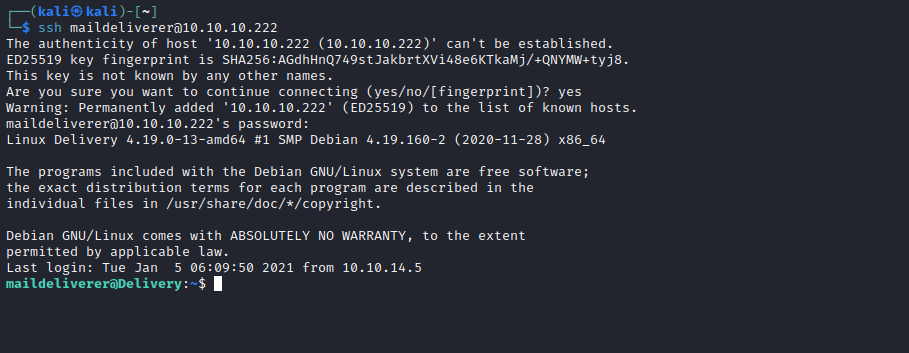 ┌──(kali㉿kali)-[~]
└─$ ssh maildeliverer@10.10.10.222
The authenticity of host '10.10.10.222 (10.10.10.222)' can't be established.
ED25519 key fingerprint is SHA256:AGdhHnQ749stJakbrtXVi48e6KTkaMj/+QNYMW+tyj8.
This key is not known by any other names.
Are you sure you want to continue connecting (yes/no/[fingerprint])? yes
Warning: Permanently added '10.10.10.222' (ED25519) to the list of known hosts.
maildeliverer@10.10.10.222's password:
Linux Delivery 4.19.0-13-amd64 #1 SMP Debian 4.19.160-2 (2020-11-28) x86_64
The programs included with the Debian GNU/Linux system are free software;
the exact distribution terms for each program are described in the
individual files in /usr/share/doc/*/copyright.
Debian GNU/Linux comes with ABSOLUTELY NO WARRANTY, to the extent
permitted by applicable law.
Last login: Tue Jan  5 06:09:50 2021 from 10.10.14.5
maildeliverer@Delivery:~$